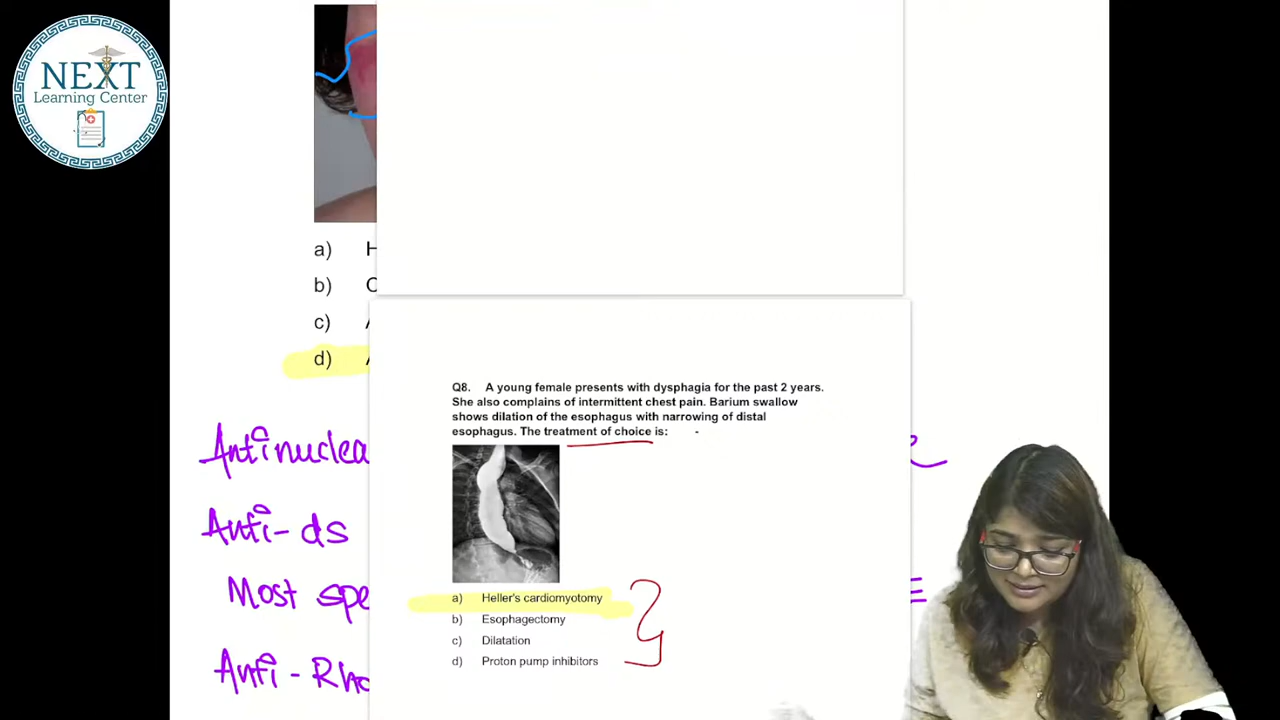 NEXT
Learning Center
a) H
b)
c)
d)
Antinuclea
Anti-ds
Most spe
Anti-Rho
Q8. A young female presents with dysphagia for the past 2 years.
She also complains of intermittent chest pain. Barium swallow
shows dilation of the esophagus with narrowing of distal
esophagus. The treatment of choice is:
a) Heller's cardiomyotomy
b) Esophagectomy
c) Dilatation
d) Proton pump inhibitors